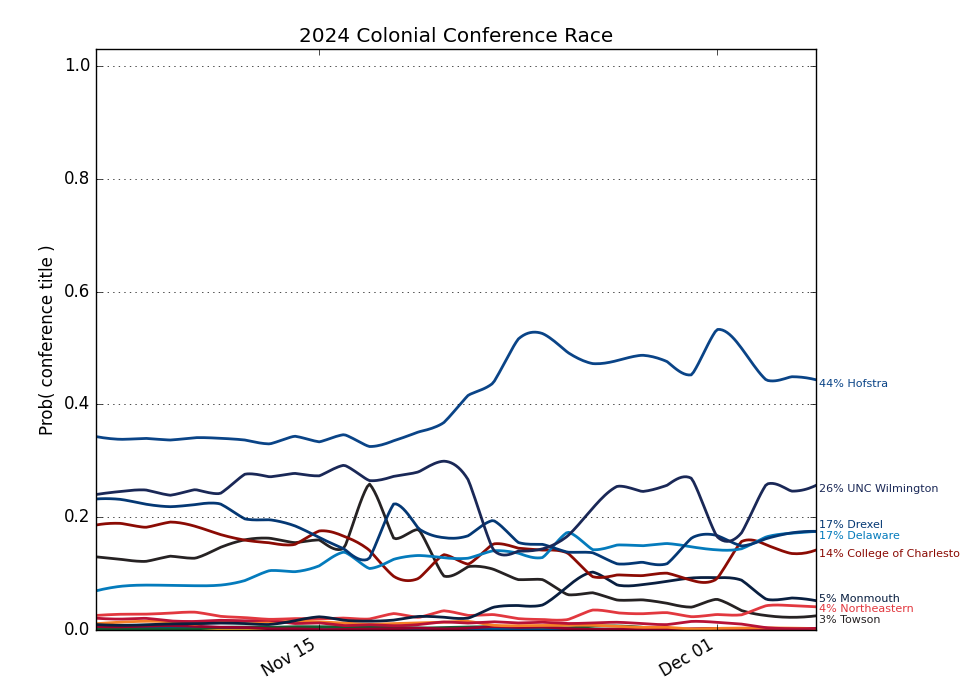 2024 Colonial Conference Race
1.0
0.8
0.6
0.4
0.2
0.0
Prob( conference title )
Nov 15
Dec 01
44% Hofstra
26% UNC Wilmington
17% Drexel
17% Delaware
14% College of Charlesto
5% Monmouth
4% Northeastern
3% Towson